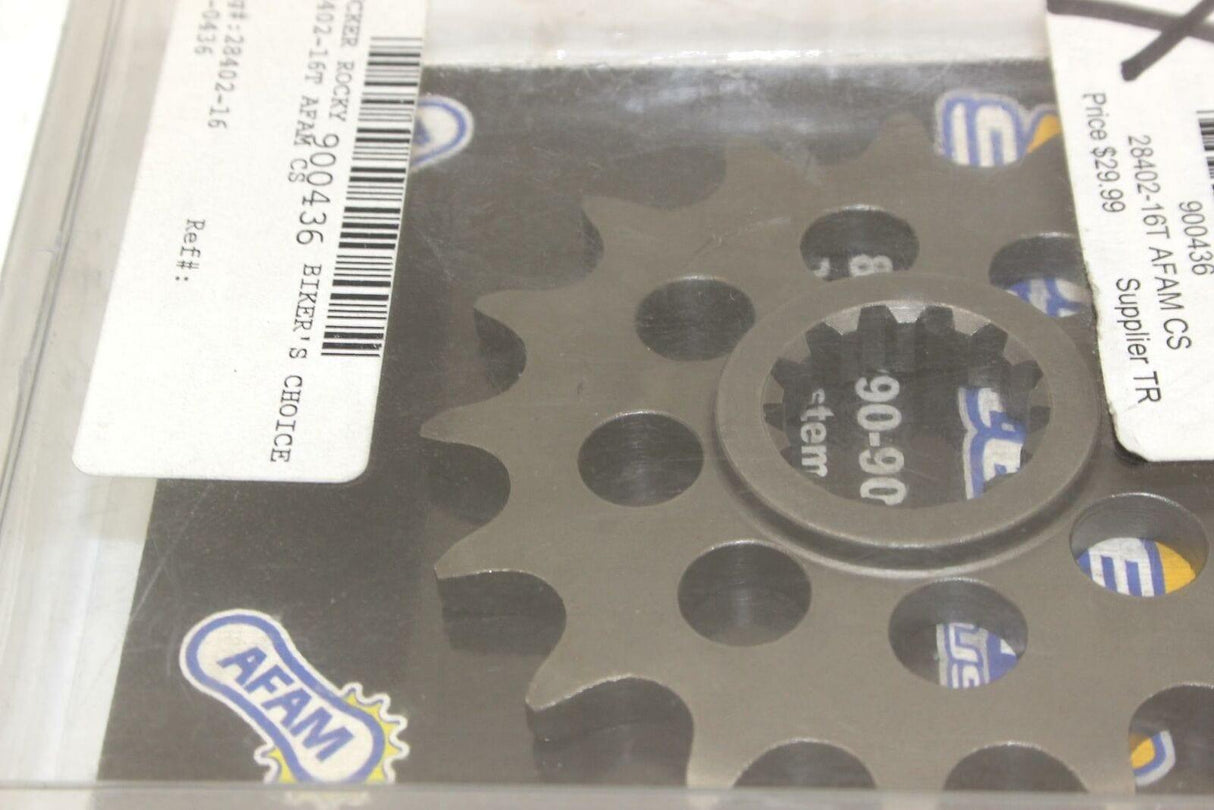 ROCKY BIKER'S CHOICE
900436
402-16T AFAM CS
g#:28402-16
-0436
Ref#:
900436
28402-16T AFAM CS
Price $29.99 Supplier TR
90-90
stem
AFAM